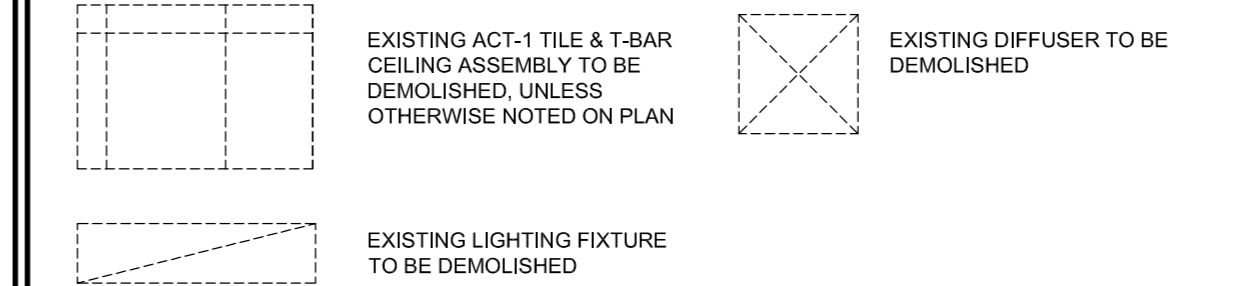 EXISTING ACT-1 TILE & T-BAR
CEILING ASSEMBLY TO BE
DEMOLISHED, UNLESS
OTHERWISE NOTED ON PLAN
EXISTING DIFFUSER TO BE
DEMOLISHED
EXISTING LIGHTING FIXTURE
TO BE DEMOLISHED